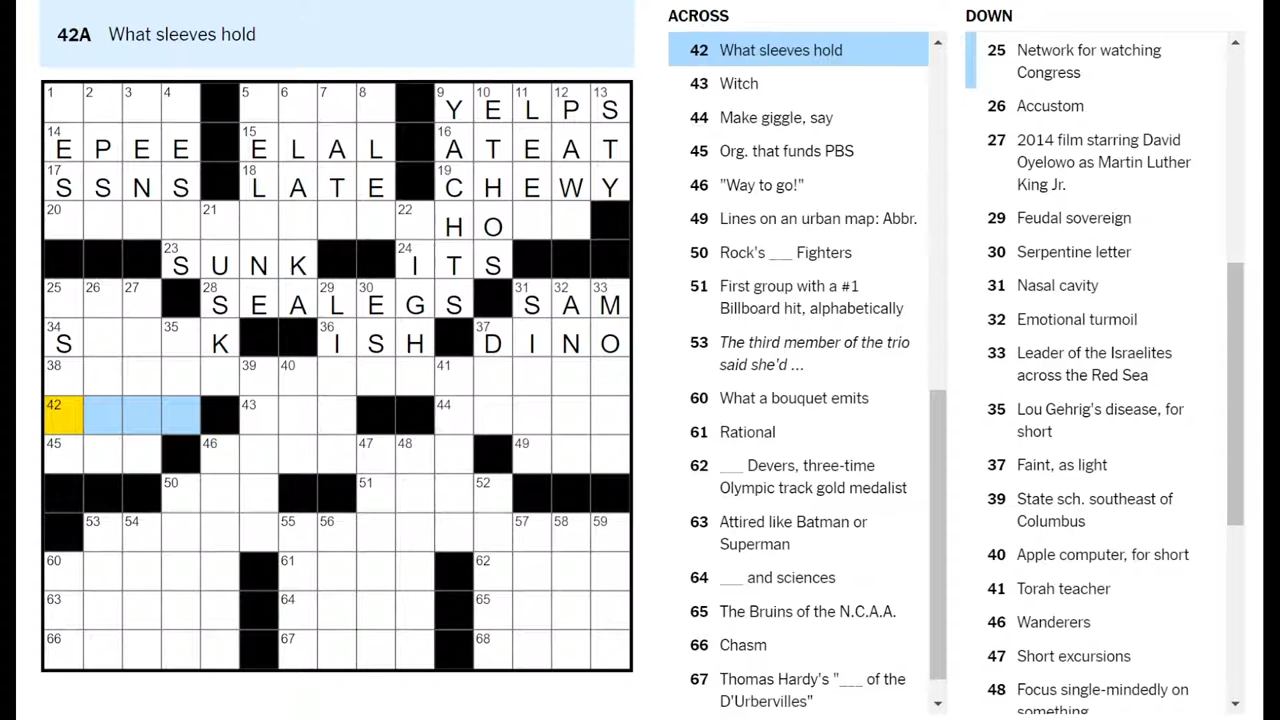 42A What sleeves hold
1 2 3 4 5 6 7 8 9 10 11 12 13
Y E L P S
14 15 16
E P E E E L A L A T E A T
17 18 19
S S N S L A T E C H E W Y
20 21 22
H O
23 24
S U N K I T S
25 26 27 28 29 30 31 32 33
S E A L E G S S A M
34 35 36 37
S K I S H D I N O
38 39 40 41
42 43 44
45 46 47 48 49
50 51 52
53 54 55 56 57 58 59
60 61 62
63 64 65
66 67 68
ACROSS
42 What sleeves hold
43 Witch
44 Make giggle, say
45 Org. that funds PBS
46 "Way to go!"
49 Lines on an urban map: Abbr.
50 Rock's ___ Fighters
51 First group with a #1
Billboard hit, alphabetically
53 The third member of the trio
said she'd ...
60 What a bouquet emits
61 Rational
62 ___ Devers, three-time
Olympic track gold medalist
63 Attired like Batman or
Superman
64 ___ and sciences
65 The Bruins of the N.C.A.A.
66 Chasm
67 Thomas Hardy's "___ of the
D'Urbervilles"
DOWN
25 Network for watching
Congress
26 Accustom
27 2014 film starring David
Oyelowo as Martin Luther
King Jr.
29 Feudal sovereign
30 Serpentine letter
31 Nasal cavity
32 Emotional turmoil
33 Leader of the Israelites
across the Red Sea
35 Lou Gehrig's disease, for
short
37 Faint, as light
39 State sch. southeast of
Columbus
40 Apple computer, for short
41 Torah teacher
46 Wanderers
47 Short excursions
48 Focus single-mindedly on
something